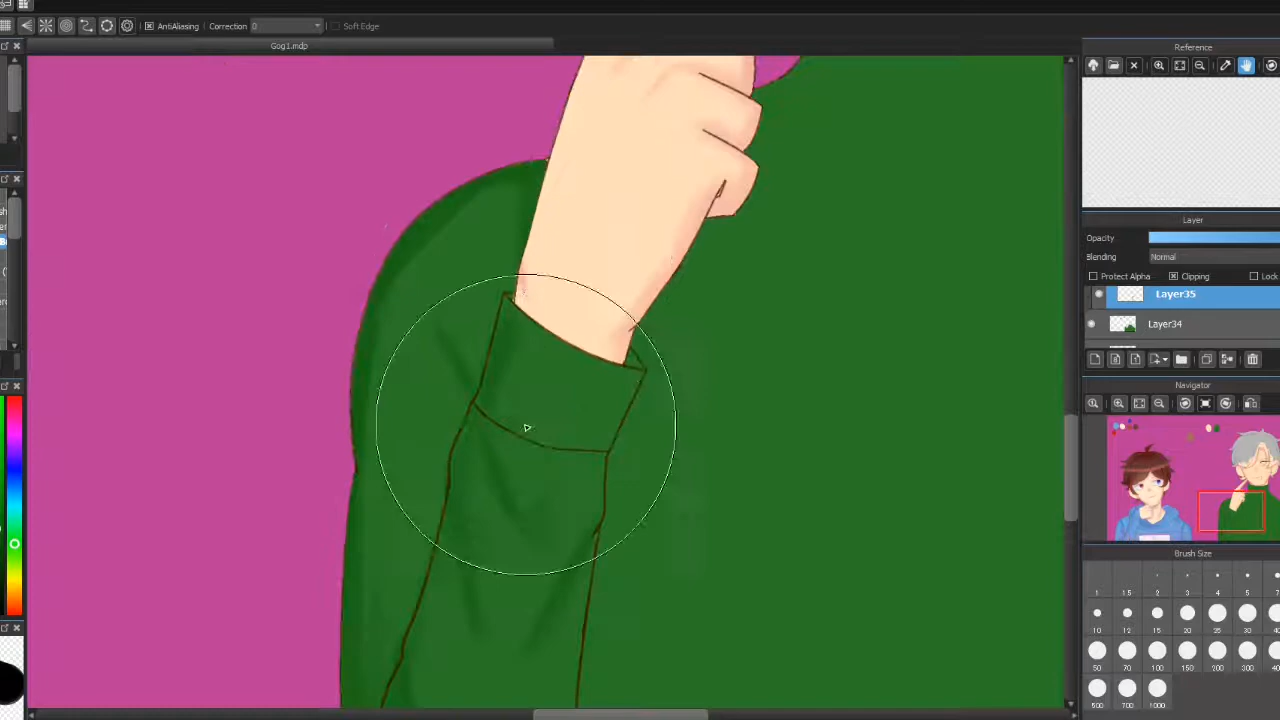 AntiAliasing Correction 0 Soft Edge
Gog1.mdp
Reference
Layer
Opacity
Blending Normal
Protect Alpha Clipping Lock
Layer35
Layer34
Navigator
Brush Size
1 1.5 2 3 4 5 7
10 12 15 20 25 30
50 70 100 150 200 300
500 700 1000